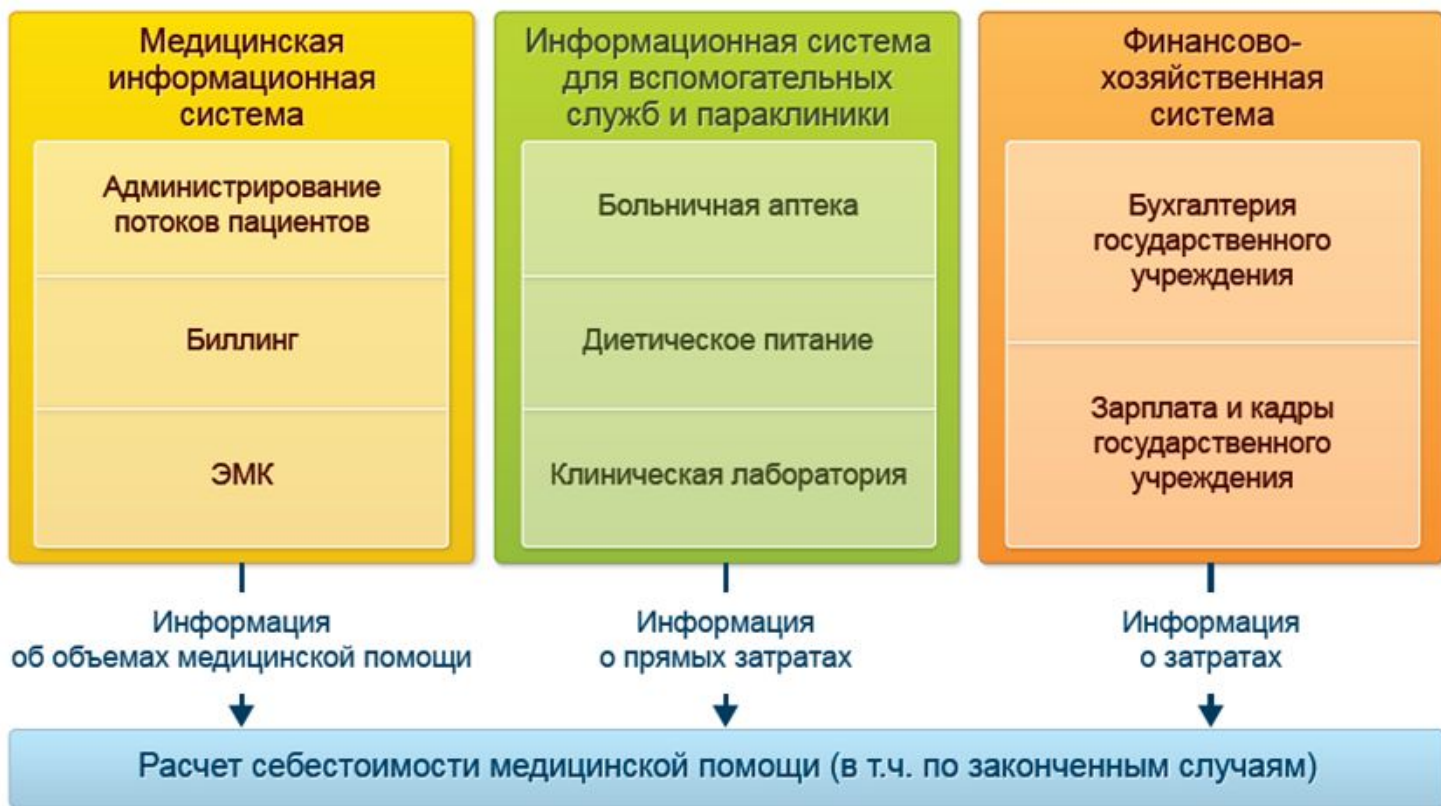 Медицинская
информационная
система
Администрирование
потоков пациентов
Биллинг
ЭМК
Информационная система
для вспомогательных
служб и параклиники
Больничная аптека
Диетическое питание
Клиническая лаборатория
Финансово-
хозяйственная
система
Бухгалтерия
государственного
учреждения
Зарплата и кадры
государственного
учреждения
Информация
об объемах медицинской помощи
Информация
о прямых затратах
Информация
о затратах
Расчет себестоимости медицинской помощи (в т.ч. по законченным случаям)